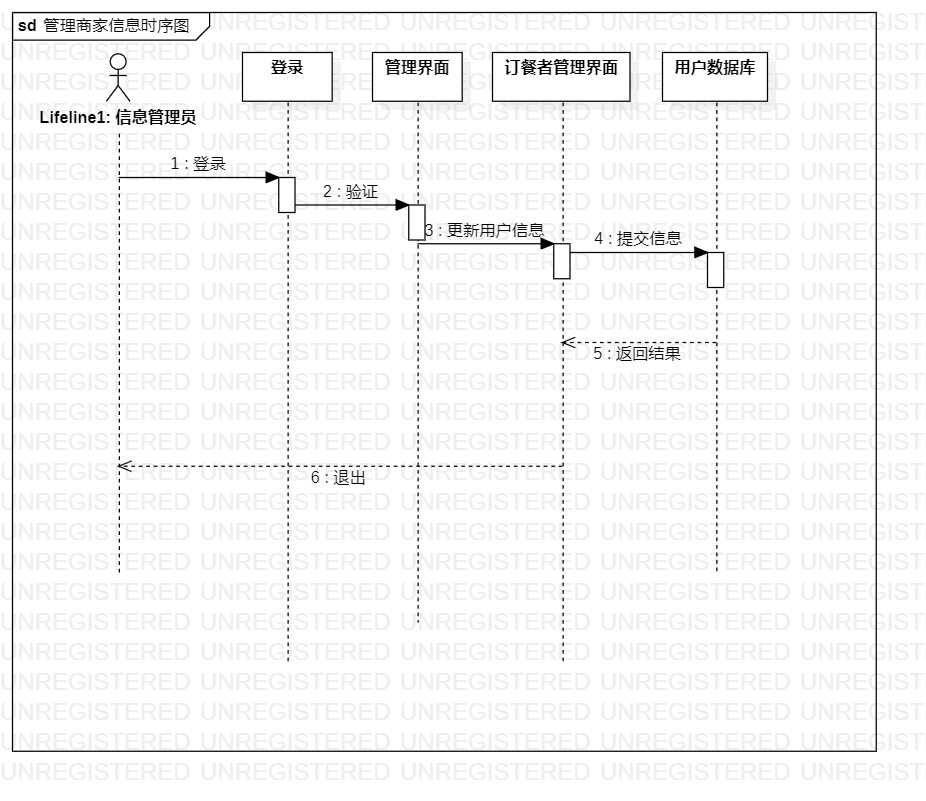 sd 管理商家信息时序图
登录
管理界面
订餐者管理界面
用户数据库
Lifeline1: 信息管理员
1 : 登录
2 : 验证
3 : 更新用户信息
4 : 提交信息
5 : 返回结果
6 : 退出
UNREGISTERED